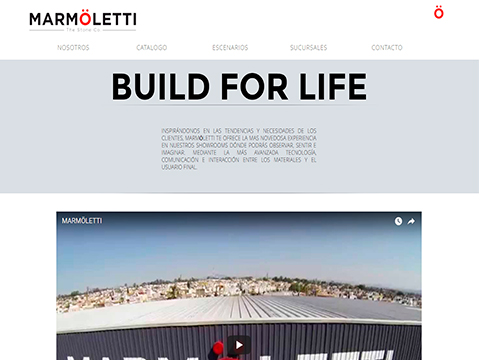 MARMÖLETTI
The Stone Co.
Ö
NOSOTROS CATALOGO ESCENARIOS SUCURSALES CONTACTO
BUILD FOR LIFE
INSPIRÁNDONOS EN LAS TENDENCIAS Y NECESIDADES DE LOS
CLIENTES, MARMÖLETTI TE OFRECE LA MAS NOVEDOSA EXPERIENCIA
EN NUESTROS SHOWROOMS DÓNDE PODRÁS OBSERVAR, SENTIR E
IMAGINAR, MEDIANTE LA MÁS AVANZADA TECNOLOGÍA,
COMUNICACIÓN E INTERACCIÓN ENTRE LOS MATERIALES Y EL
USUARIO FINAL.
MARMÖLETTI